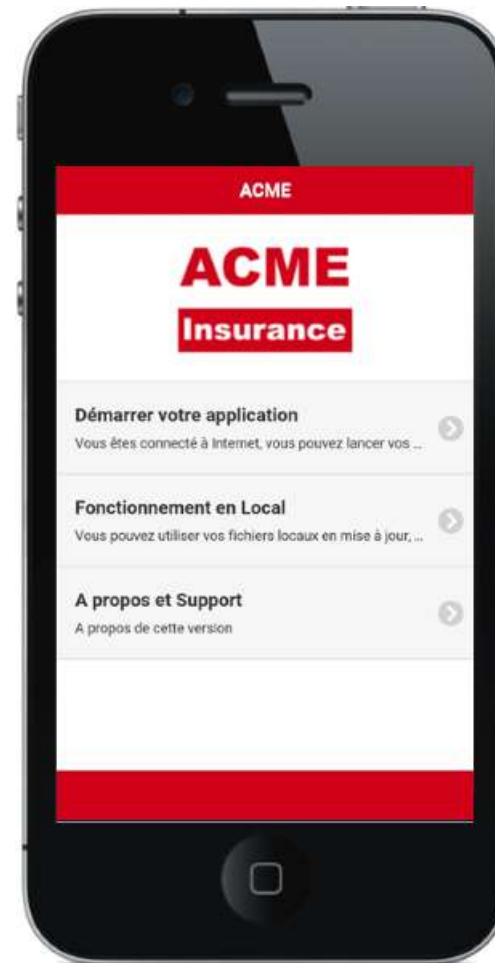 ACME
ACME
Insurance
Démarrer votre application
Vous êtes connecté à Internet, vous pouvez lancer vos ...
Fonctionnement en Local
Vous pouvez utiliser vos fichiers locaux en mise à jour, ...
A propos et Support
A propos de cette version